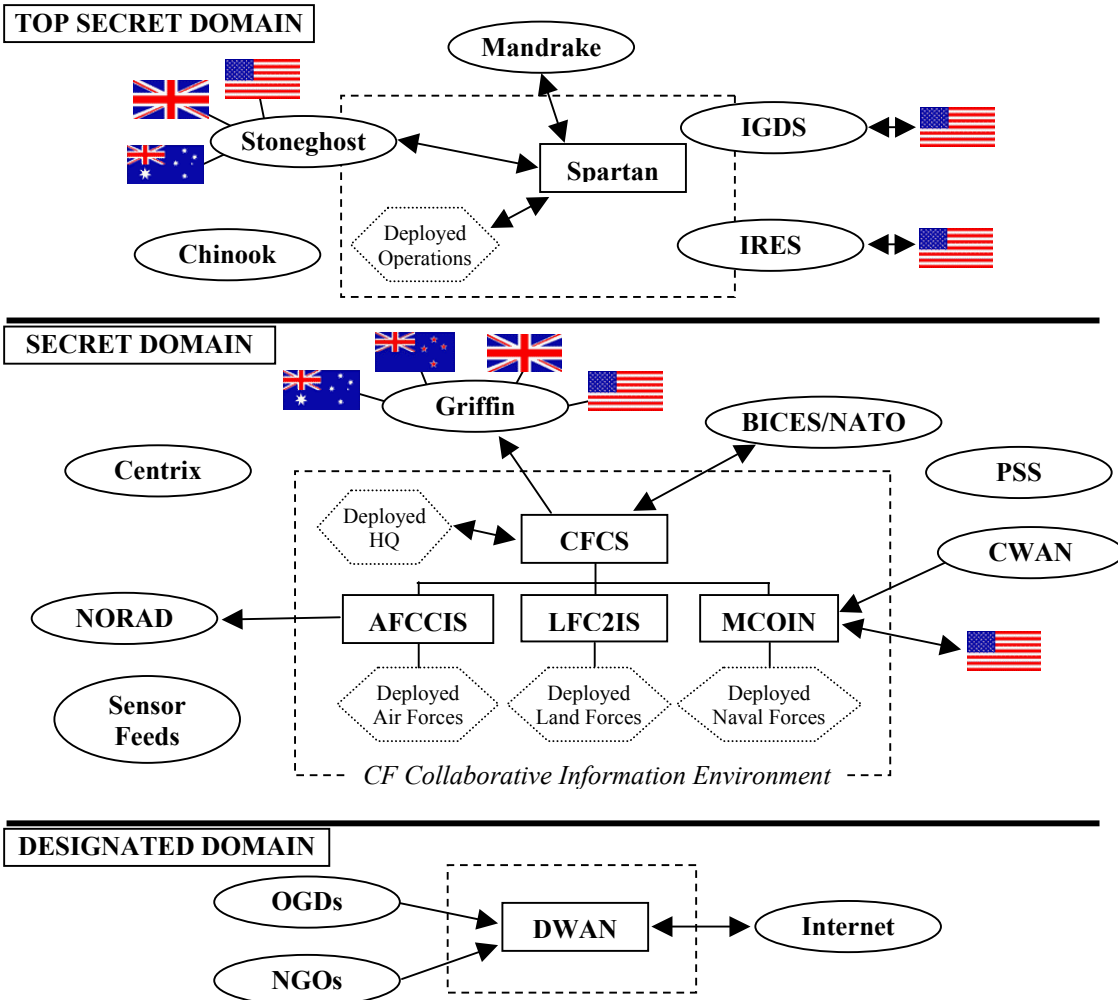 TOP SECRET DOMAIN
Mandrake
Stoneghost
IGDS
Spartan
Deployed
Operations
Chinook
IRES
SECRET DOMAIN
Griffin
BICES/NATO
Centrix
PSS
Deployed
HQ
CFCS
CWAN
NORAD
AFCCIS
LFC2IS
MCOIN
Deployed
Air Forces
Deployed
Land Forces
Deployed
Naval Forces
Sensor
Feeds
CF Collaborative Information Environment
DESIGNATED DOMAIN
OGDs
DWAN
Internet
NGOs